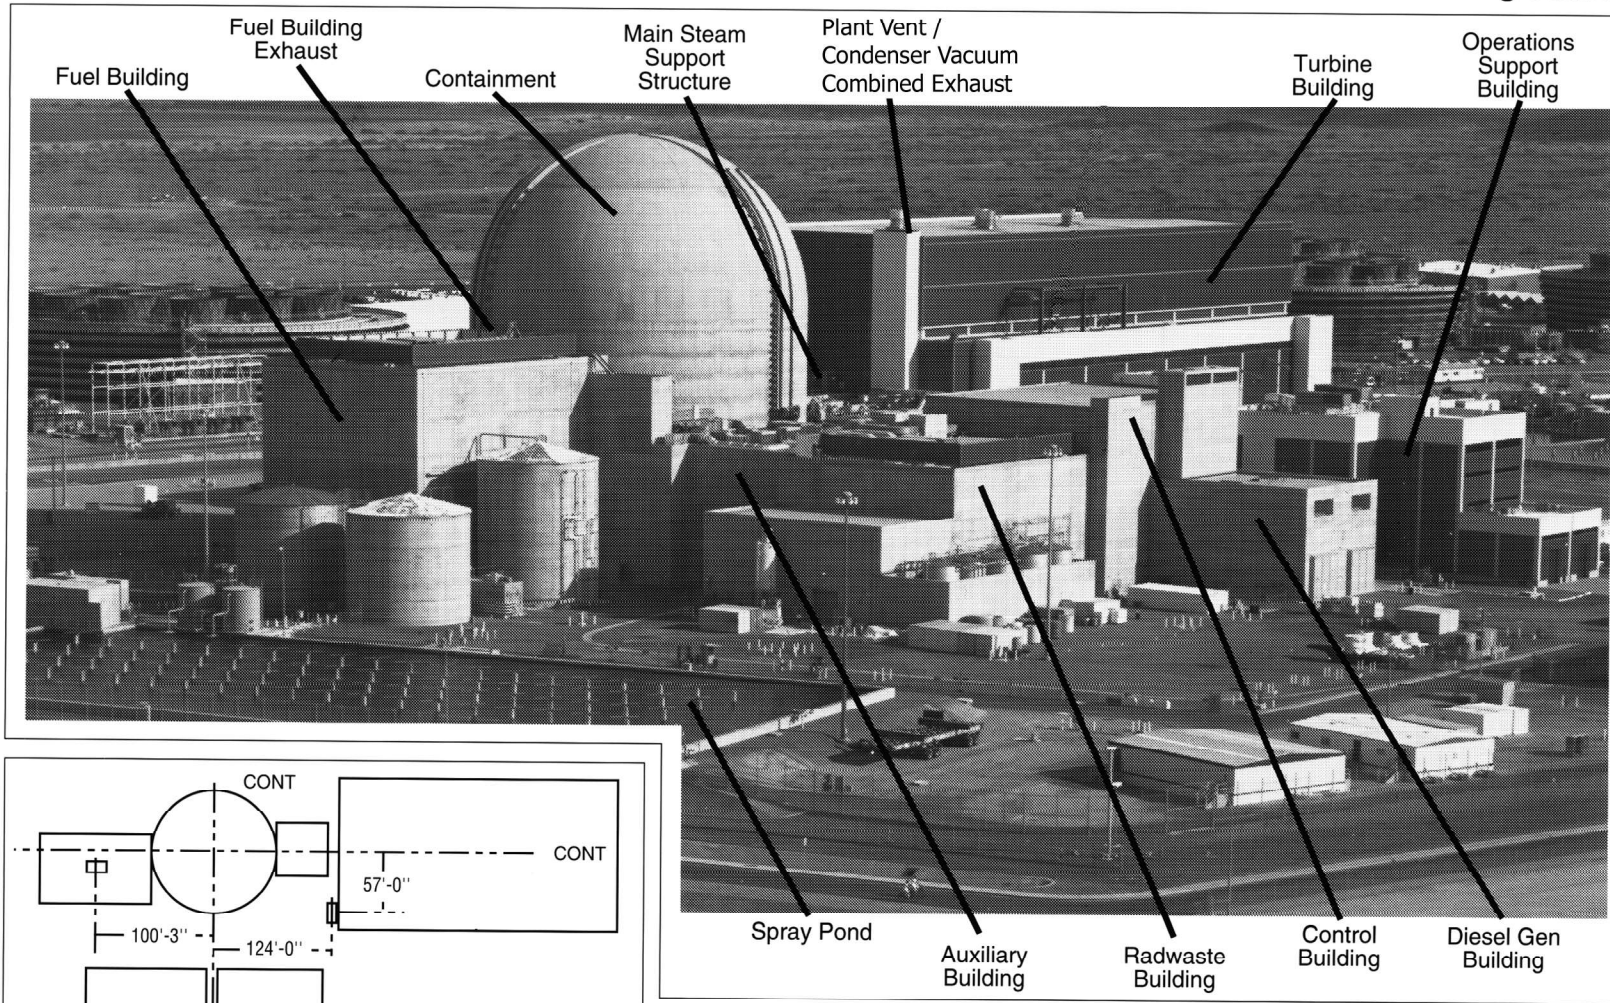 Fuel Building
Fuel Building
Exhaust
Containment
Main Steam
Support
Structure
Plant Vent /
Condenser Vacuum
Combined Exhaust
Turbine
Building
Operations
Support
Building
Spray Pond
Auxiliary
Building
Radwaste
Building
Control
Building
Diesel Gen
Building
CONT
CONT
57'-0"
100'-3"
124'-0"